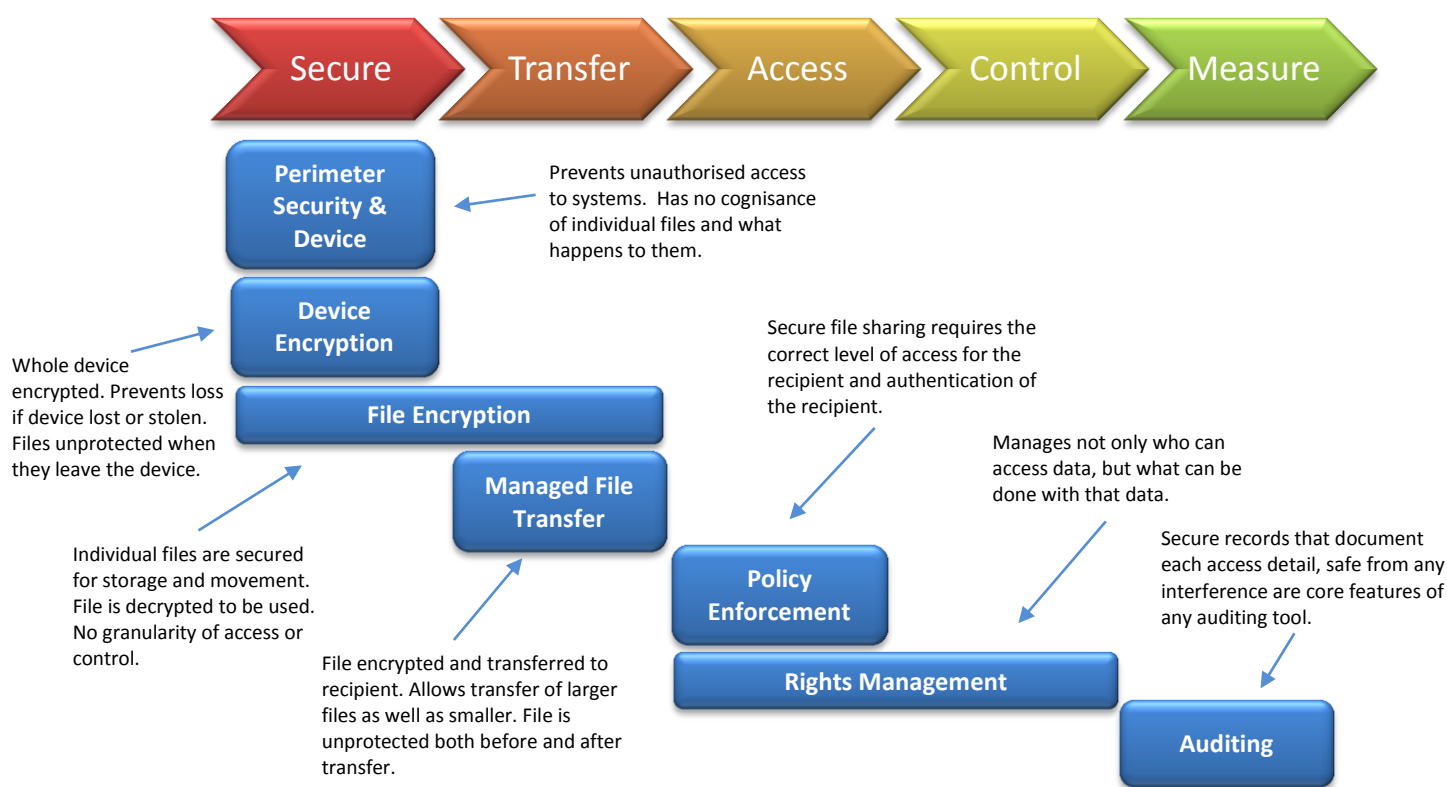 Secure
Transfer
Access
Control
Measure
Perimeter
Security &
Device
Prevents unauthorised access
to systems.  Has no cognisance
of individual files and what
happens to them.
Device
Encryption
Whole device
encrypted. Prevents loss
if device lost or stolen.
Files unprotected when
they leave the device.
Secure file sharing requires the
correct level of access for the
recipient and authentication of
the recipient.
File Encryption
Managed File
Transfer
Manages not only who can
access data, but what can be
done with that data.
Individual files are secured
for storage and movement.
File is decrypted to be used.
No granularity of access or
control.
Policy
Enforcement
Secure records that document
each access detail, safe from any
interference are core features of
any auditing tool.
File encrypted and transferred to
recipient. Allows transfer of larger
files as well as smaller. File is
unprotected both before and after
transfer.
Rights Management
Auditing